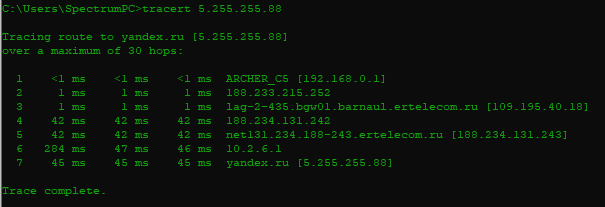 C:\Users\SpectrumPC>tracert 5.255.255.88
Tracing route to yandex.ru [5.255.255.88]
over a maximum of 30 hops:
1 <1 ms <1 ms <1 ms ARCHER_C5 [192.168.0.1]
2 1 ms 1 ms 1 ms 188.233.215.252
3 1 ms 1 ms 1 ms lag-2-435.bgw01.barnaul.ertelecom.ru [109.195.40.18]
4 42 ms 42 ms 42 ms 188.234.131.242
5 42 ms 42 ms 42 ms net131.234.188-243.ertelecom.ru [188.234.131.243]
6 284 ms 47 ms 46 ms 10.2.6.1
7 45 ms 45 ms 45 ms yandex.ru [5.255.255.88]
Trace complete.